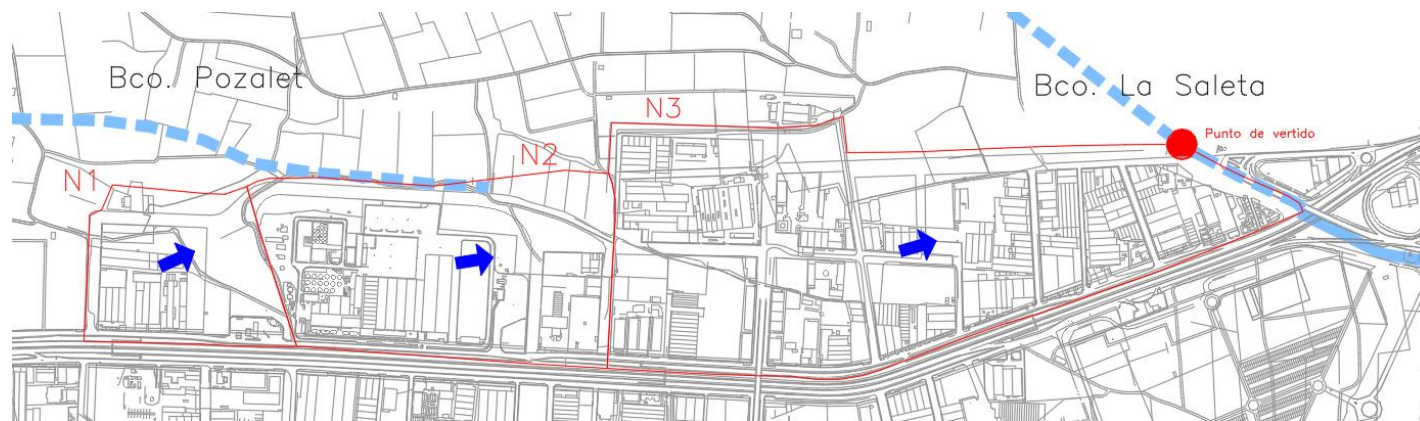 Bco. Pozalet
Bco. La Saleta
N3
Punto de vertido
N2
N1